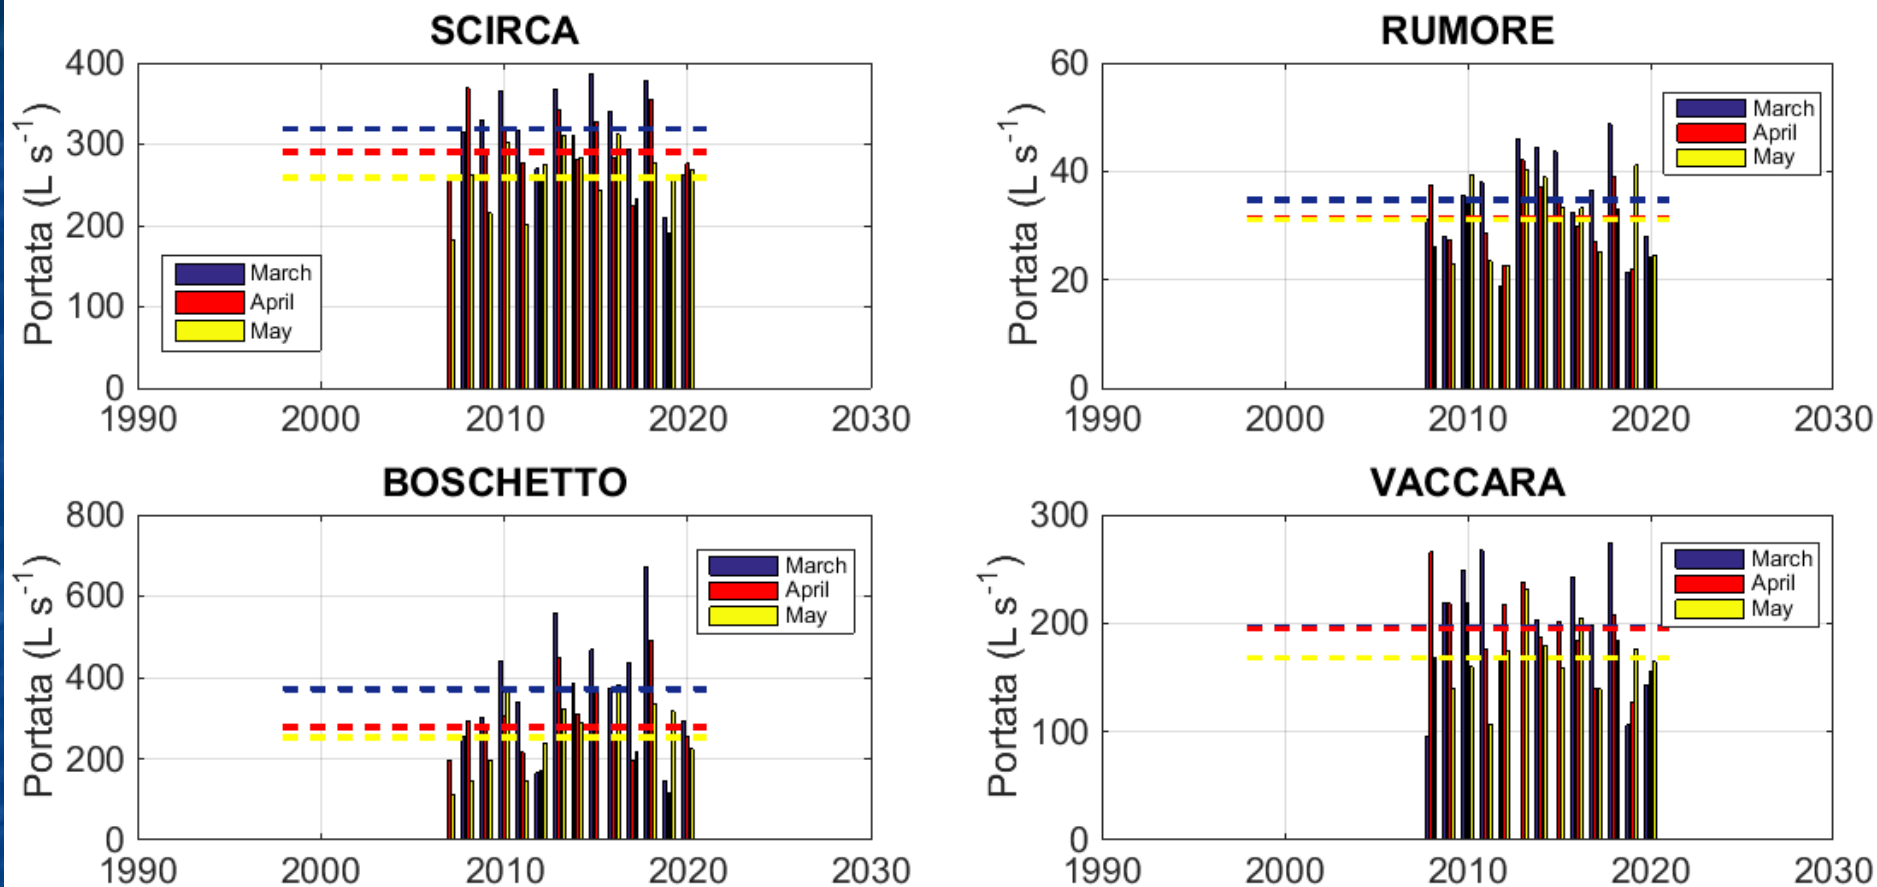 SCIRCA
Portata (L s-1)
400
300
200
100
0
March
April
May
1990 2000 2010 2020 2030
RUMORE
Portata (L s-1)
60
40
20
0
March
April
May
1990 2000 2010 2020 2030
BOSCHETTO
Portata (L s-1)
800
600
400
200
0
March
April
May
1990 2000 2010 2020 2030
VACCARA
Portata (L s-1)
300
200
100
0
March
April
May
1990 2000 2010 2020 2030